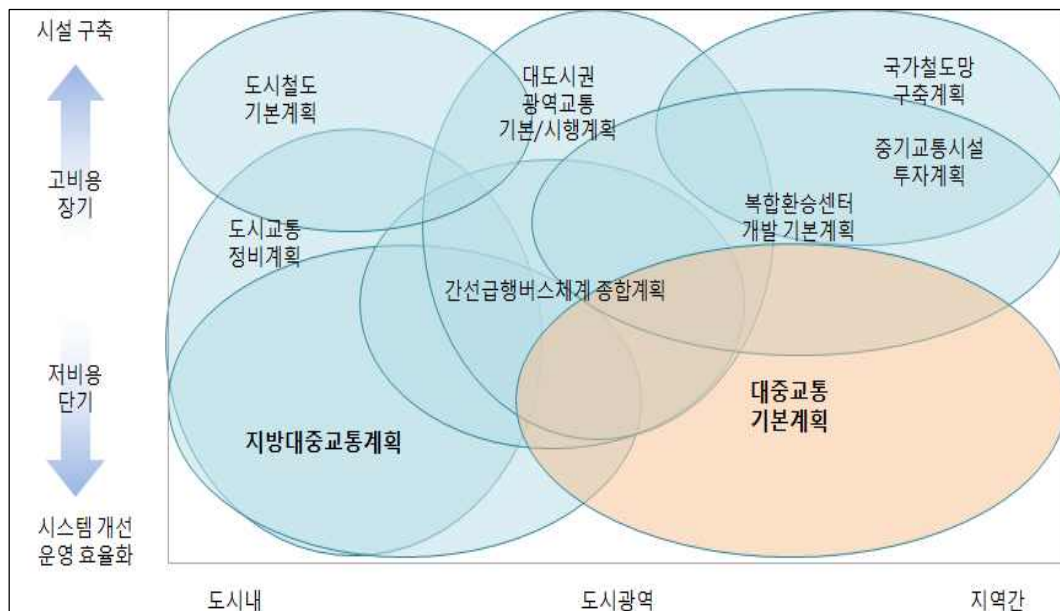 시설 구축
고비용
장기
저비용
단기
시스템 개선
운영 효율화
도시철도
기본계획
대도시권
광역교통
기본/시행계획
국가철도망
구축계획
중기교통시설
투자계획
복합환승센터
개발 기본계획
도시교통
정비계획
간선급행버스체계 종합계획
대중교통
기본계획
지방대중교통계획
도시내
도시광역
지역간